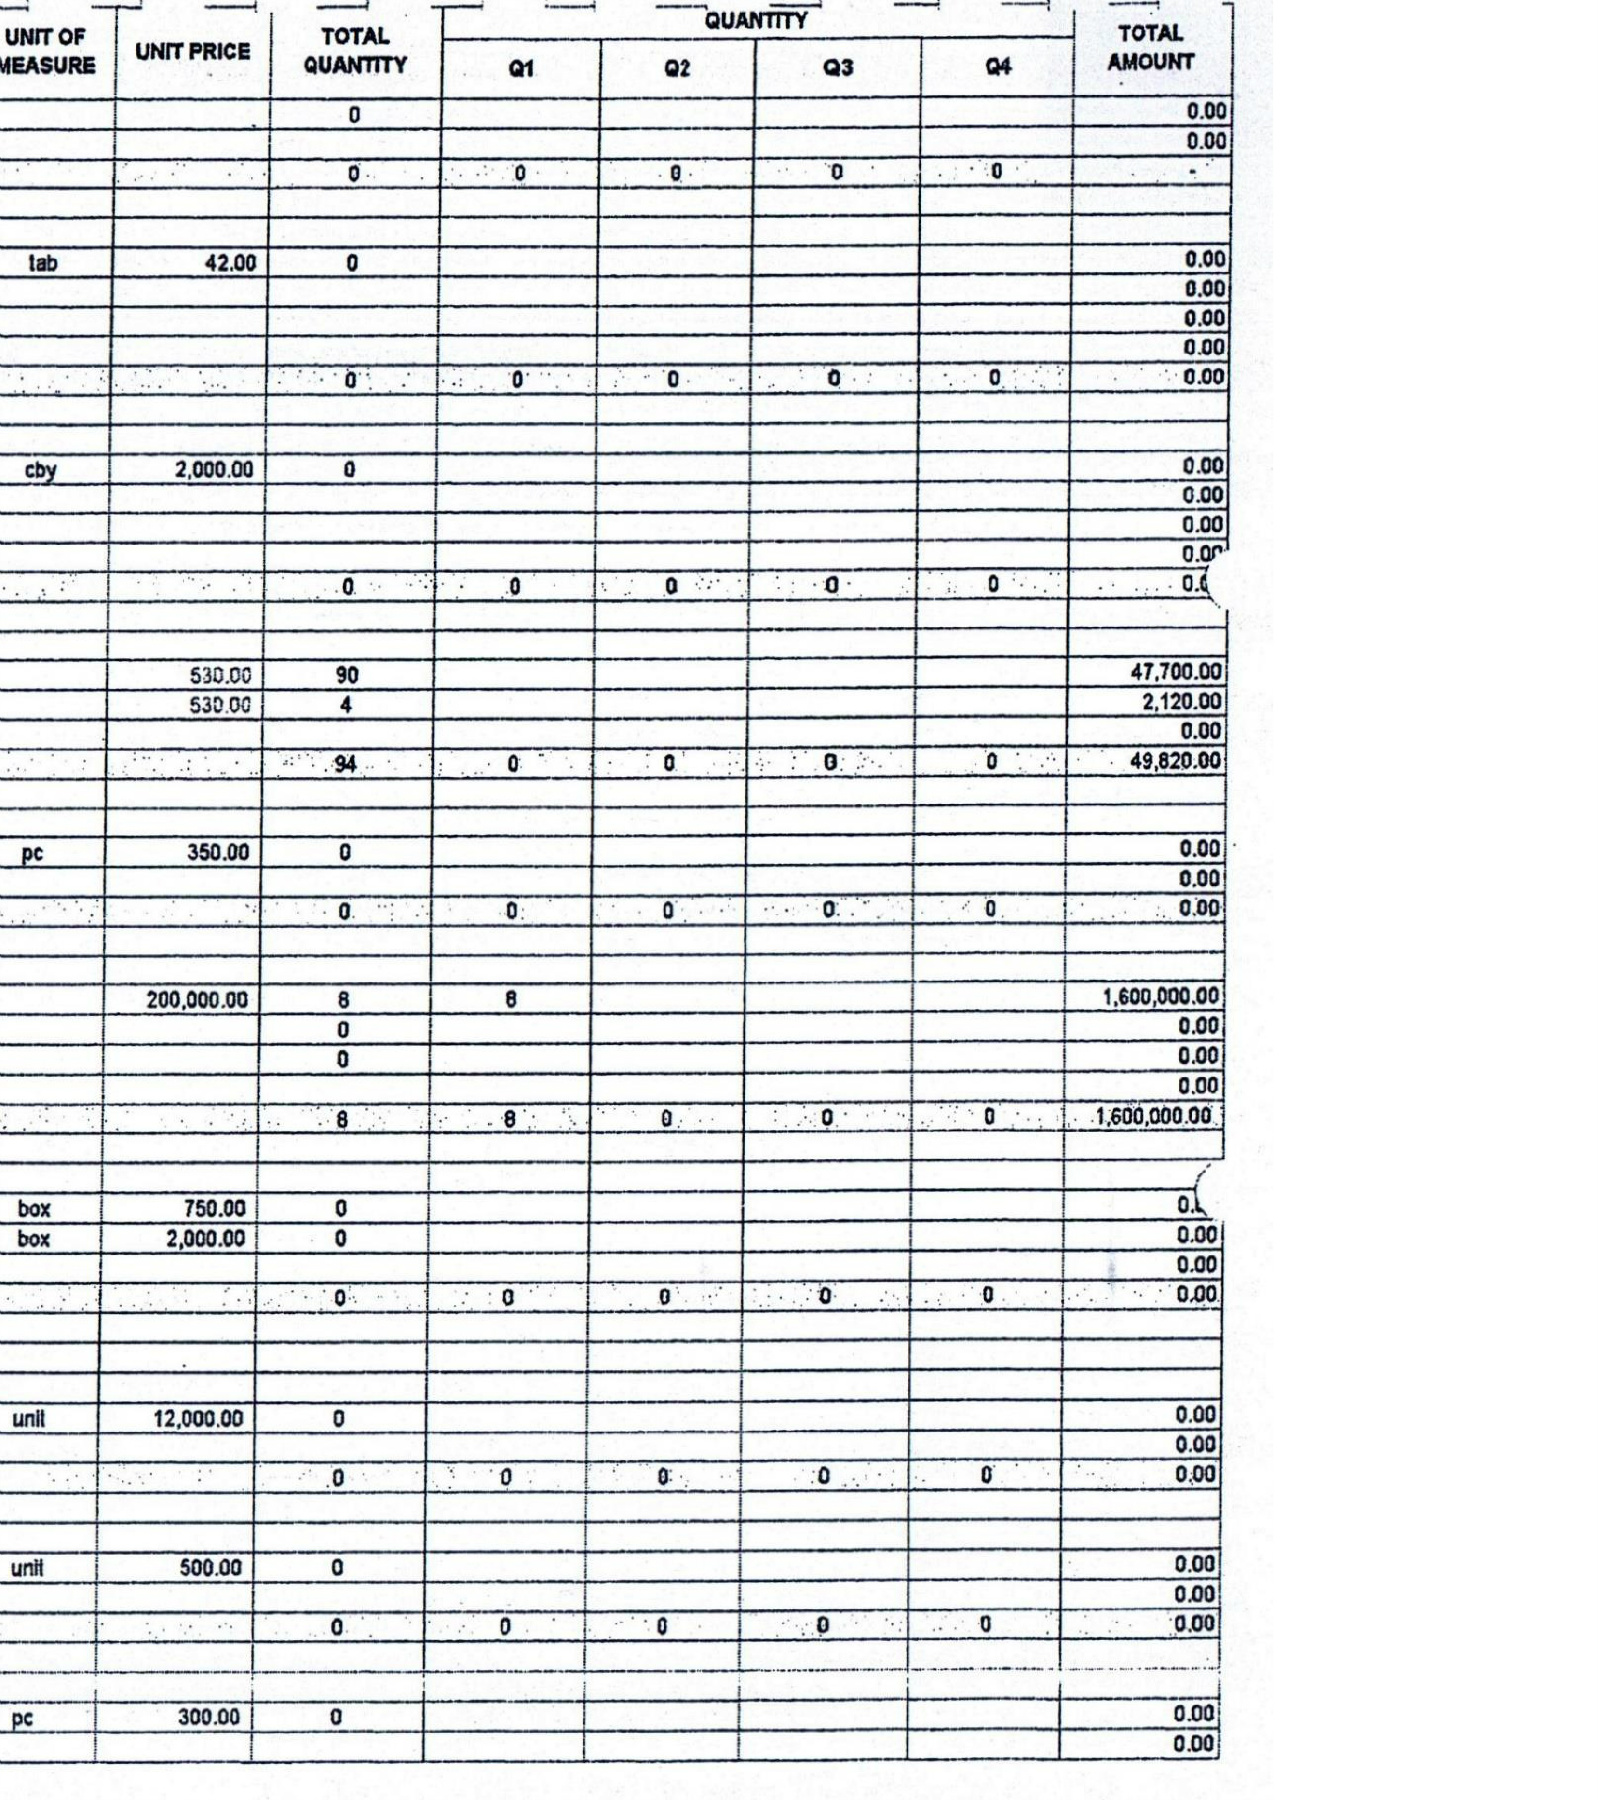 UNIT OF MEASURE UNIT PRICE TOTAL QUANTITY QUANTITY Q1 Q2 Q3 Q4 TOTAL AMOUNT
0 0.00
0.00
0 0 0 0 0 -
tab 42.00 0 0.00
0.00
0.00
0.00
0 0 0 0 0 0.00
cby 2,000.00 0 0.00
0.00
0.00
0.00
0 0 0 0 0 0.0
530.00 90 47,700.00
530.00 4 2,120.00
0.00
94 0 0 0 0 49,820.00
pc 350.00 0 0.00
0.00
0 0 0 0 0 0.00
200,000.00 8 8 1,600,000.00
0 0.00
0 0.00
0.00
8 8 0 0 0 1,600,000.00
box 750.00 0 0.
box 2,000.00 0 0.00
0.00
0 0 0 0 0 0.00
unit 12,000.00 0 0.00
0.00
0 0 0 0 0 0.00
unit 500.00 0 0.00
0.00
0 0 0 0 0 0.00
pc 300.00 0 0.00
0.00